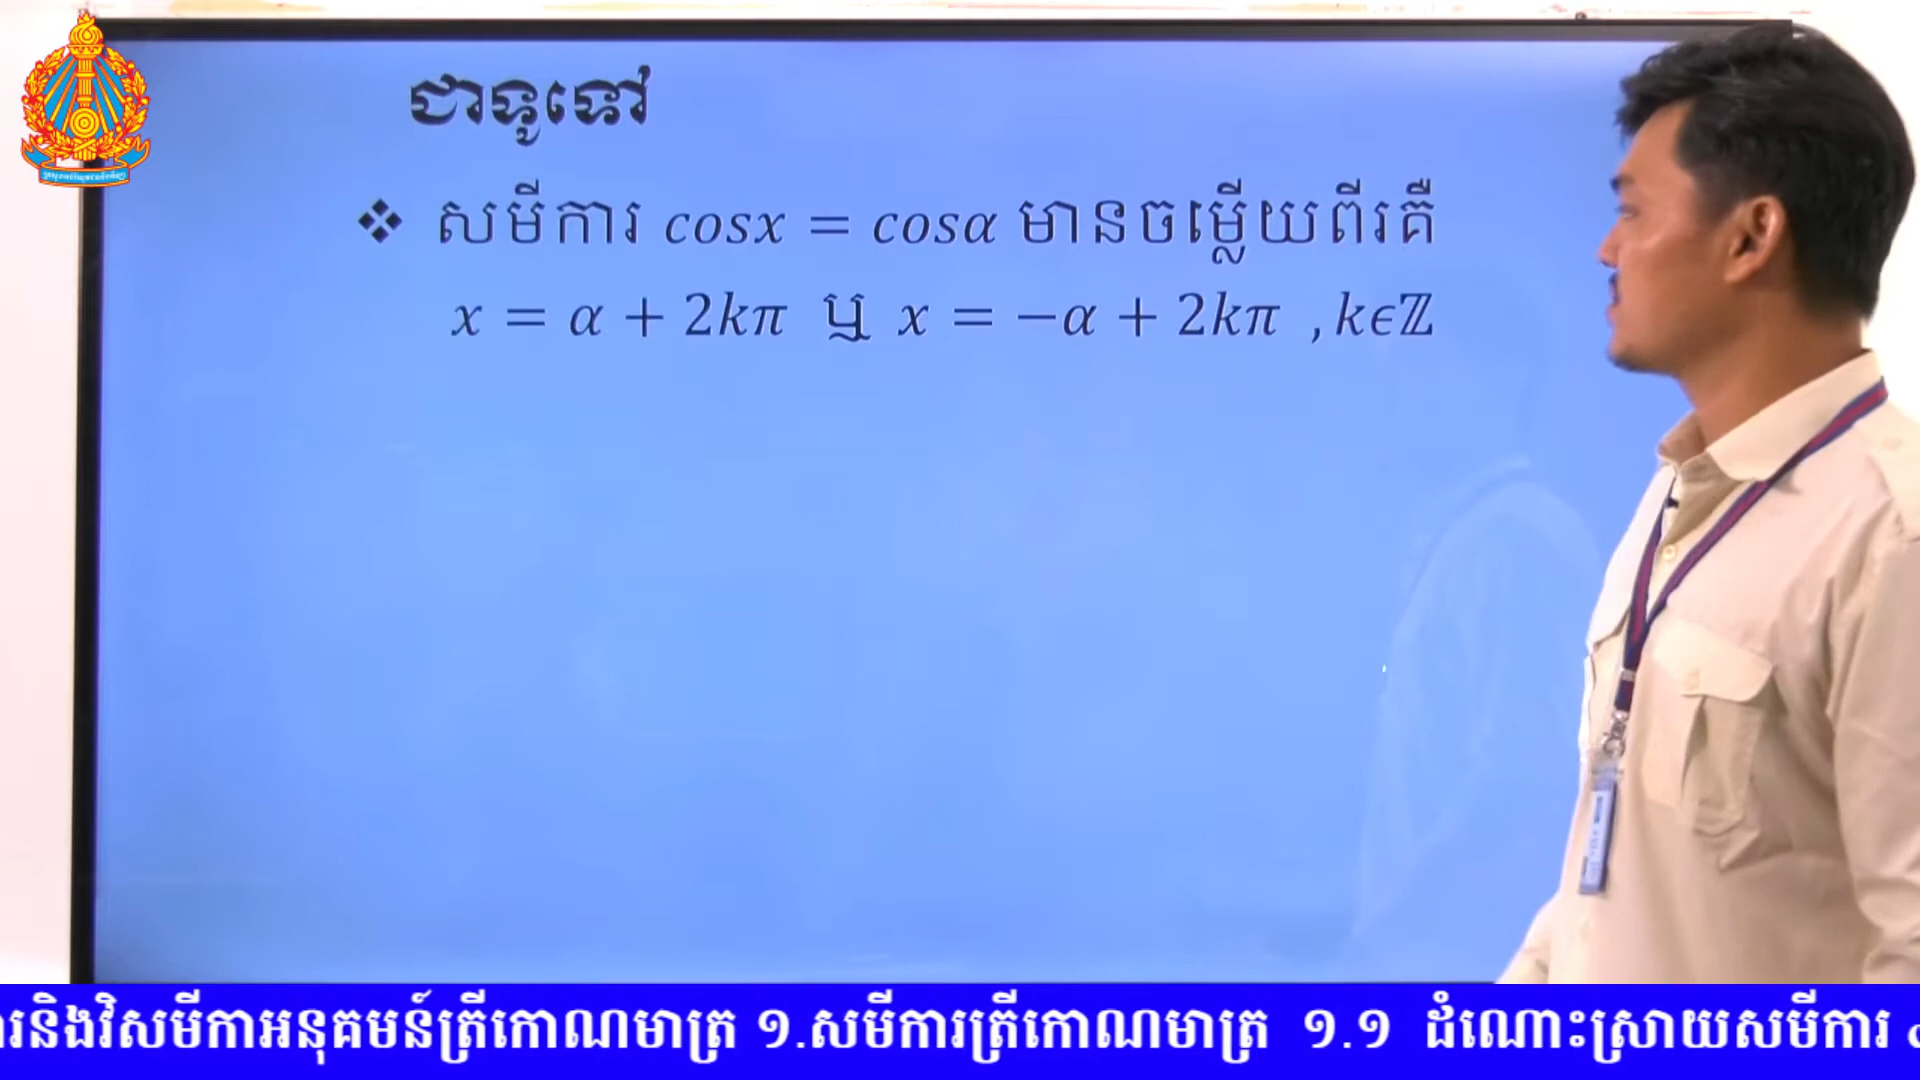 ជាទូទៅ
❖ សមីការ cosx = cosα មានចម្លើយពីរគឺ
x = α + 2kπ ឬ x = −α + 2kπ , kϵℤ
រនិងវិសមីកាអនុគមន៍ត្រីកោណមាត្រ ១.សមីការត្រីកោណមាត្រ ១.១ ដំណោះស្រាយសមីការ